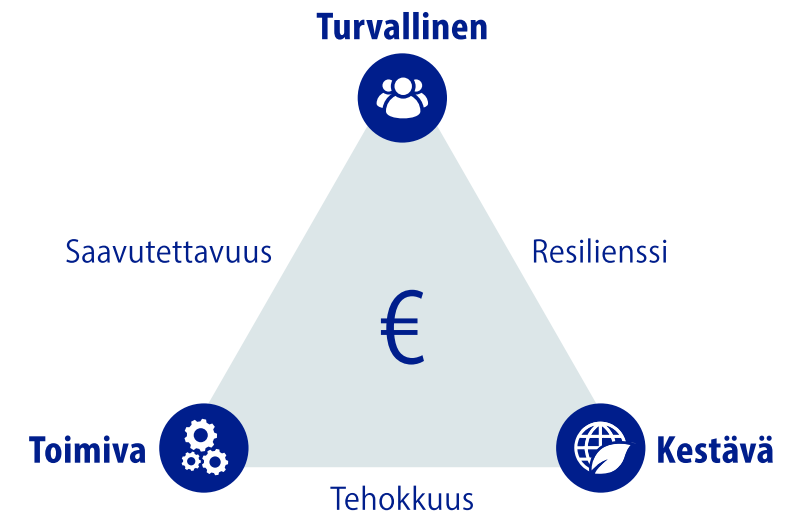 Turvallinen
Saavutettavuus
Resilienssi
€
Toimiva
Kestävä
Tehokkuus